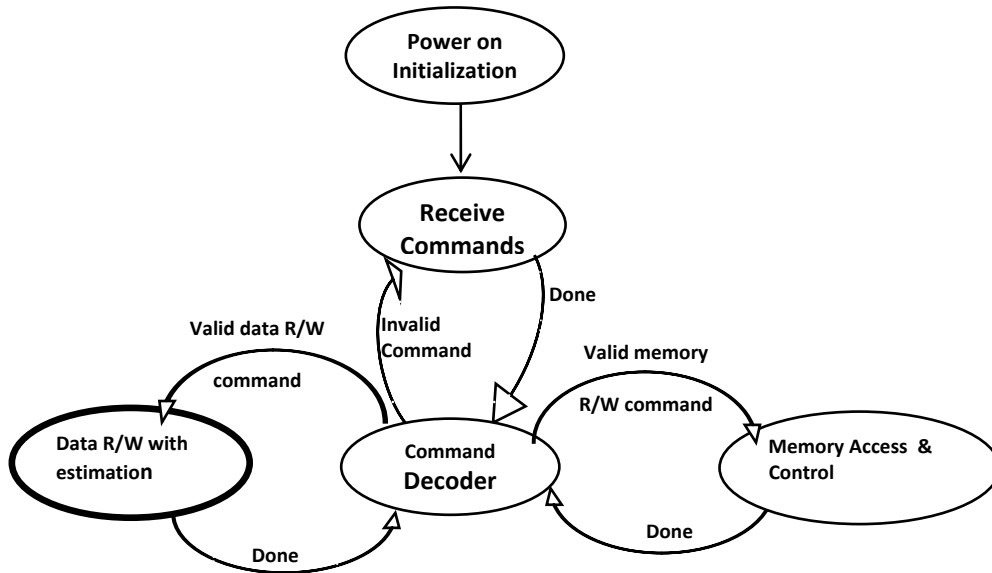 Power on
Initialization
Receive
Commands
Done
Invalid
Command
Valid data R/W
command
Valid memory
R/W command
Data R/W with
estimation
Command
Decoder
Memory Access &
Control
Done
Done